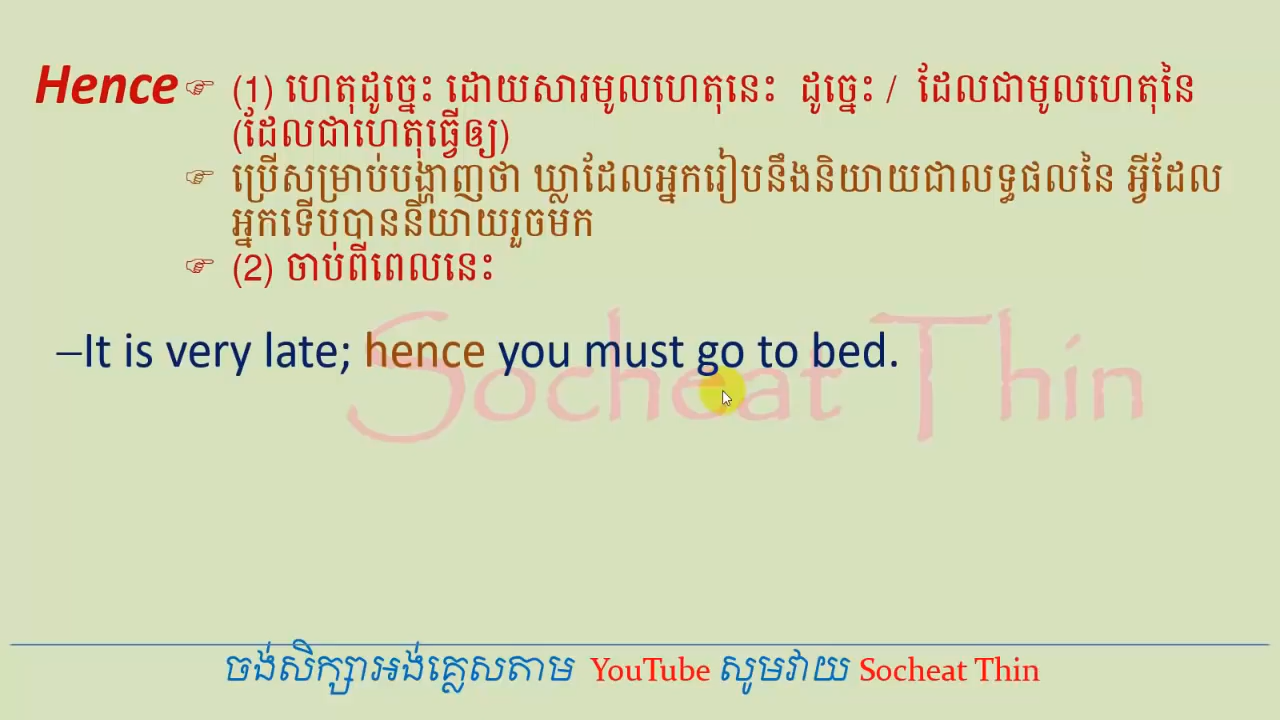 Hence ☞ (1) ហេតុដូច្នេះ ដោយសារមូលហេតុនេះ ដូច្នេះ / ដែលជាមូលហេតុនៃ
(ដែលជាហេតុធ្វើឲ្យ)
☞ ប្រើសម្រាប់បង្ហាញថា ឃ្លាដែលអ្នករៀបនឹងនិយាយជាលទ្ធផលនៃ អ្វីដែល
អ្នកទើបបាននិយាយរួចមក
☞ (2) ចាប់ពីពេលនេះ
–It is very late; hence you must go to bed.
Socheat Thin
ចង់សិក្សាអង់គ្លេសតាម YouTube សូមវាយ Socheat Thin